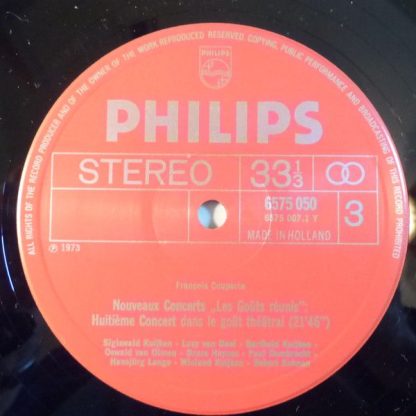 ALL RIGHTS OF THE RECORD PRODUCER AND OF THE OWNER OF THE WORK REPRODUCED RESERVED COPYING, PUBLIC PERFORMANCE AND BROADCASTING OF THIS RECORD PROHIBITED
PHILIPS
PHILIPS
STEREO 33 1/3
6575 050
6575 007.1 Y
3
MADE IN HOLLAND
℗ 1973
François Couperin
Nouveaux Concerts „Les Goûts réunis”:
Huitième Concert dans le goût théâtral (21'46")
Sigiswald Kuijken - Lucy van Dael - Barthold Kuijken
Oswald van Olmen - Bruce Haynes - Paul Dombrecht
Hansjürg Lange - Wieland Kuijken - Robert Kohnen